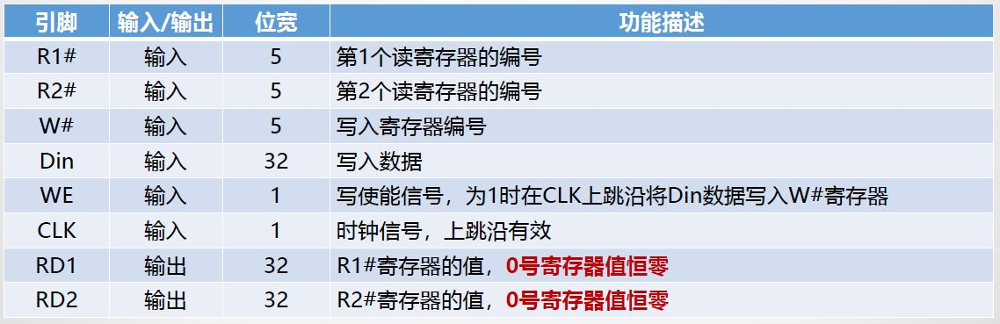 引脚 输入/输出 位宽 功能描述
R1# 输入 5 第1个读寄存器的编号
R2# 输入 5 第2个读寄存器的编号
W# 输入 5 写入寄存器编号
Din 输入 32 写入数据
WE 输入 1 写使能信号，为1时在CLK上跳沿将Din数据写入W#寄存器
CLK 输入 1 时钟信号，上跳沿有效
RD1 输出 32 R1#寄存器的值，0号寄存器值恒零
RD2 输出 32 R2#寄存器的值，0号寄存器值恒零